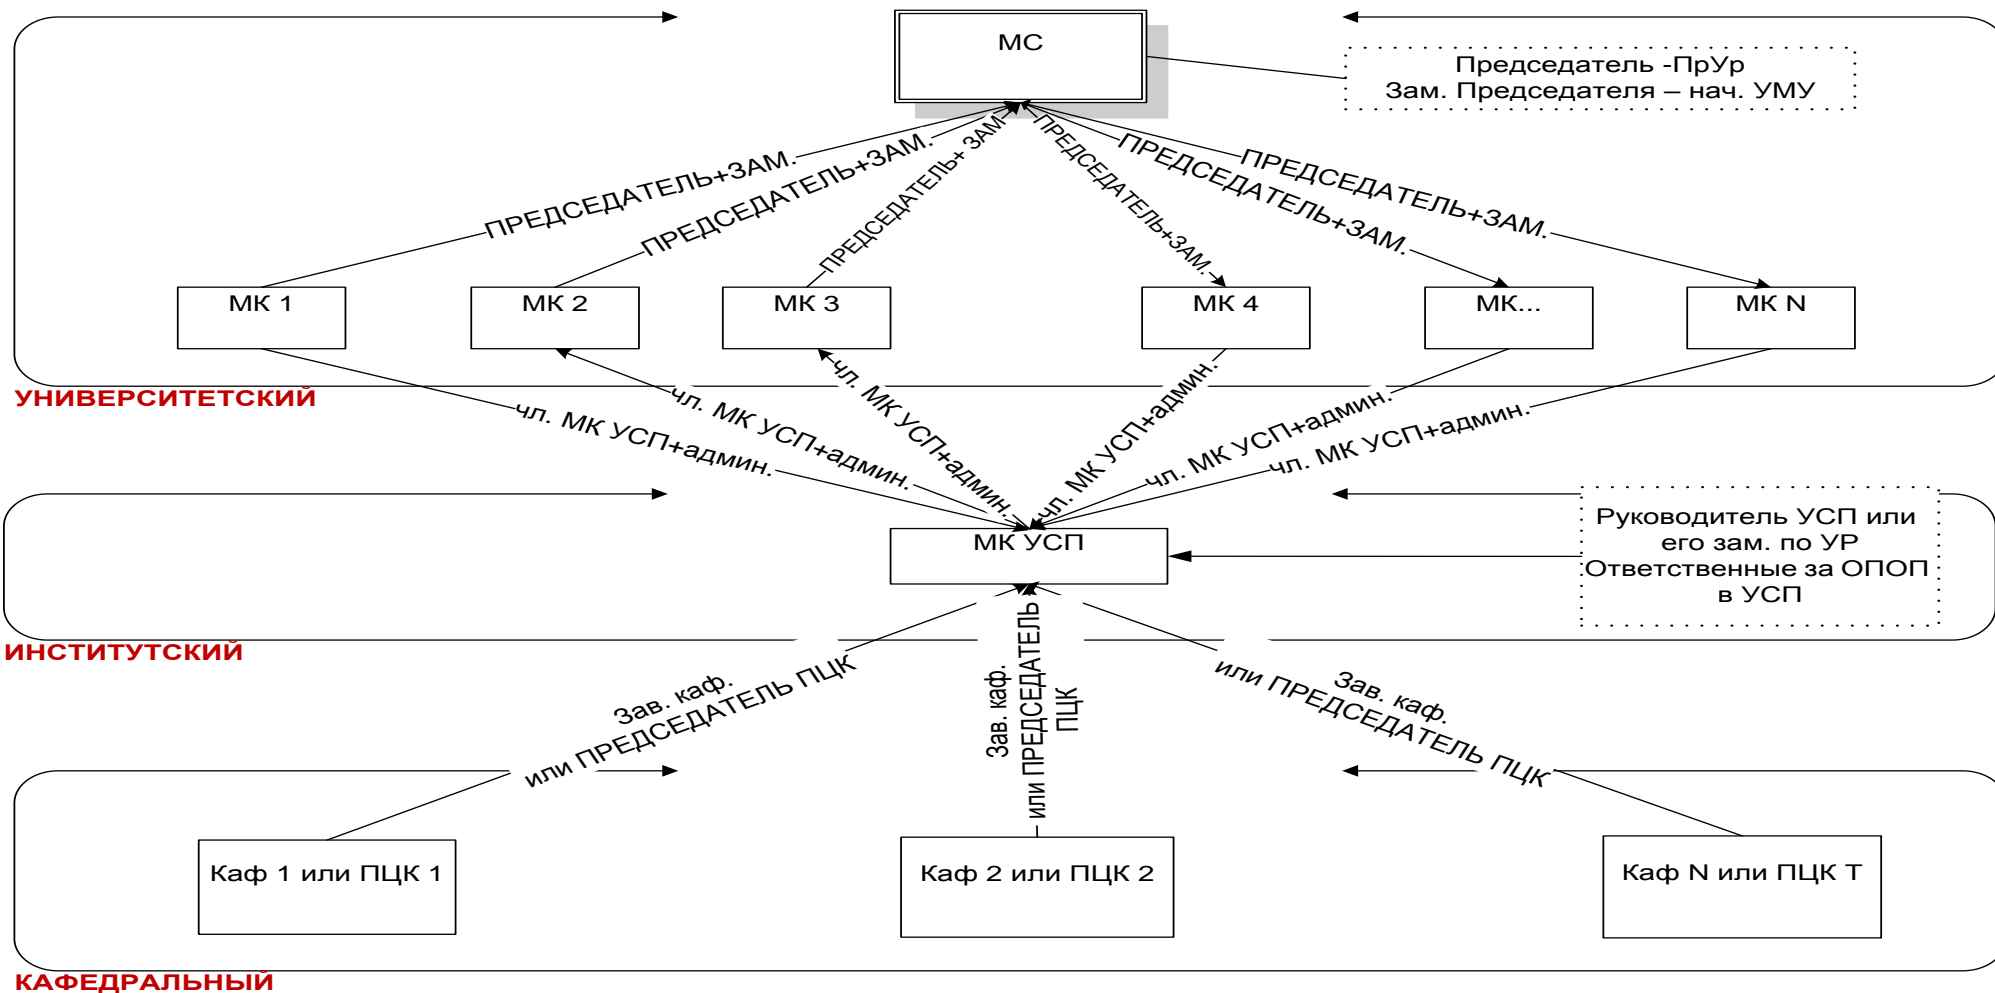 МС
Председатель -ПрУр
Зам. Председателя – нач. УМУ
ПРЕДСЕДАТЕЛЬ+ЗАМ.
ПРЕДСЕДАТЕЛЬ+ЗАМ.
ПРЕДСЕДАТЕЛЬ+ ЗАМ
ПРЕДСЕДАТЕЛЬ+ЗАМ.
ПРЕДСЕДАТЕЛЬ+ЗАМ.
ПРЕДСЕДАТЕЛЬ+ЗАМ.
МК 1
МК 2
МК 3
МК 4
МК...
МК N
УНИВЕРСИТЕТСКИЙ
чл. МК УСП+админ.
чл. МК УСП+админ.
чл. МК УСП+админ.
чл. МК УСП+админ.
чл. МК УСП+админ.
чл. МК УСП+админ.
МК УСП
Руководитель УСП или
его зам. по УР
Ответственные за ОПОП
в УСП
ИНСТИТУТСКИЙ
Зав. каф.
или ПРЕДСЕДАТЕЛЬ ПЦК
Зав. каф.
или ПРЕДСЕДАТЕЛЬ
ПЦК
Зав. каф.
или ПРЕДСЕДАТЕЛЬ ПЦК
Каф 1 или ПЦК 1
Каф 2 или ПЦК 2
Каф N или ПЦК Т
КАФЕДРАЛЬНЫЙ